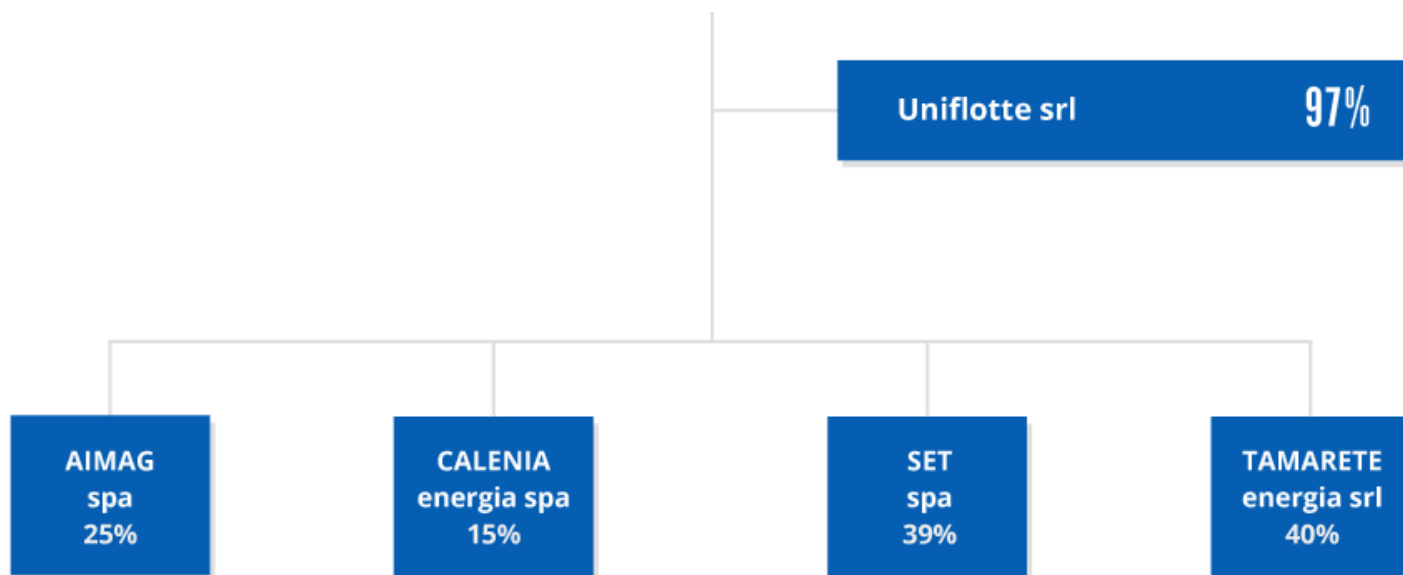 Uniflotte srl 97%
AIMAG
spa
25%
CALENIA
energia spa
15%
SET
spa
39%
TAMARETE
energia srl
40%